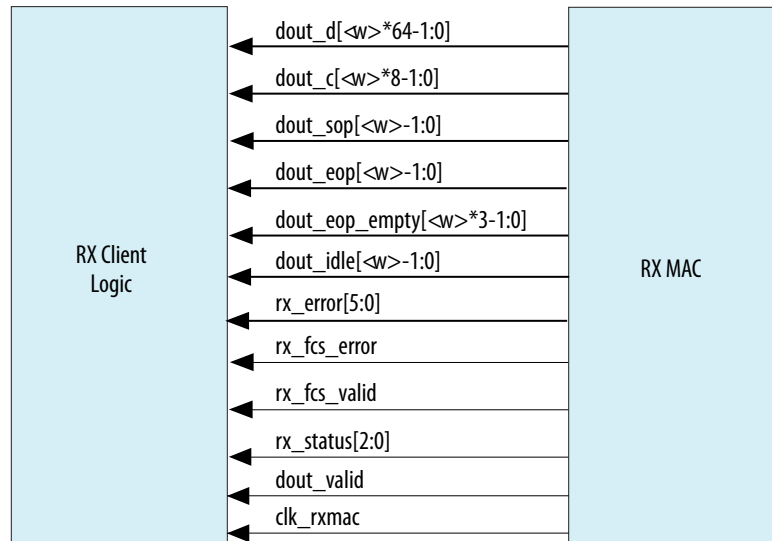 dout_d[<w>*64-1:0]
dout_c[<w>*8-1:0]
dout_sop[<w>-1:0]
dout_eop[<w>-1:0]
dout_eop_empty[<w>*3-1:0]
dout_idle[<w>-1:0]
rx_error[5:0]
rx_fcs_error
rx_fcs_valid
rx_status[2:0]
dout_valid
clk_rxmac
RX Client
Logic
RX MAC